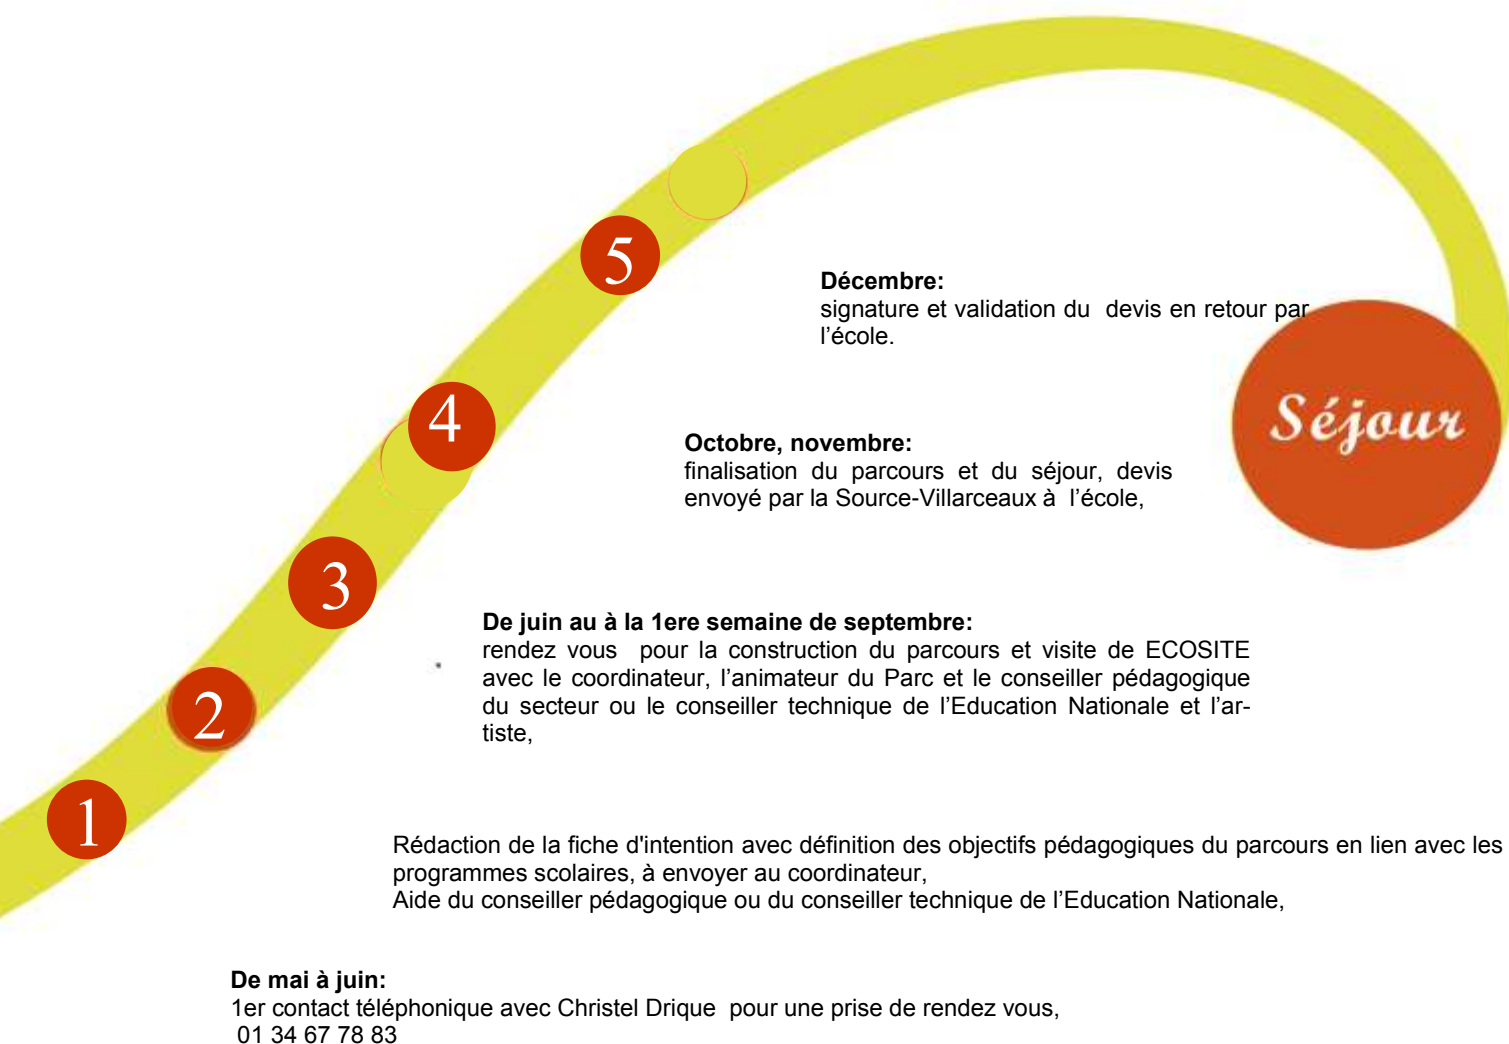 5
Décembre:
signature et validation du devis en retour par
l'école.
Séjour
4
Octobre, novembre:
finalisation du parcours et du séjour, devis
envoyé par la Source-Villarceaux à l'école,
3
De juin au à la 1ere semaine de septembre:
rendez vous pour la construction du parcours et visite de ECOSITE
avec le coordinateur, l'animateur du Parc et le conseiller pédagogique
du secteur ou le conseiller technique de l'Education Nationale et l'ar-
tiste,
2
1
Rédaction de la fiche d'intention avec définition des objectifs pédagogiques du parcours en lien avec les
programmes scolaires, à envoyer au coordinateur,
Aide du conseiller pédagogique ou du conseiller technique de l'Education Nationale,
De mai à juin:
1er contact téléphonique avec Christel Drique pour une prise de rendez vous,
01 34 67 78 83